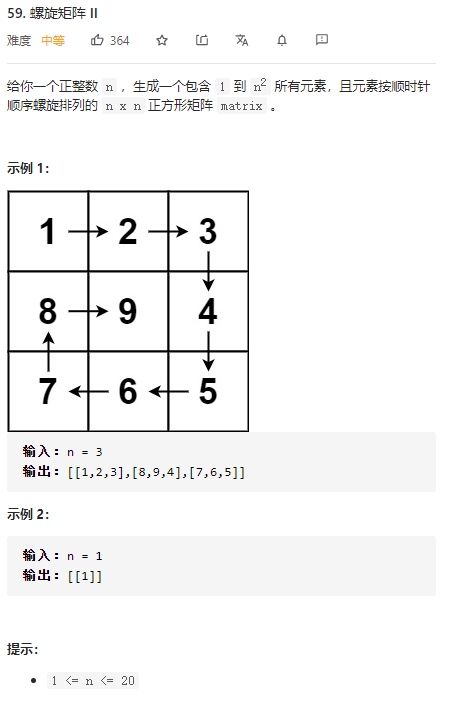 59. 螺旋矩阵 II
难度 中等 364
给你一个正整数 n ，生成一个包含 1 到 n² 所有元素，且元素按顺时针
顺序螺旋排列的 n x n 正方形矩阵 matrix 。
示例 1：
1 2 3
8 9 4
7 6 5
输入：n = 3
输出：[[1,2,3],[8,9,4],[7,6,5]]
示例 2：
输入：n = 1
输出：[[1]]
提示：
1 <= n <= 20